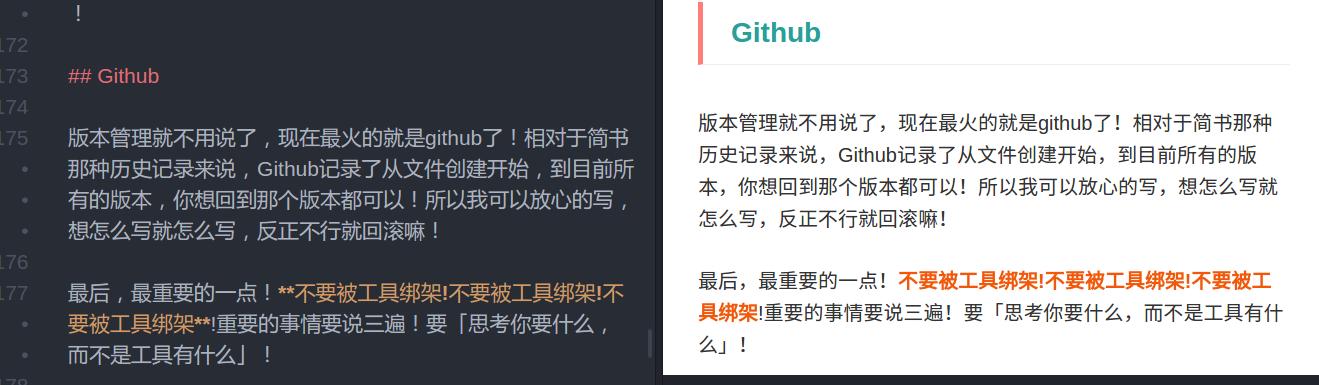 ！
172
173 ## Github
174
175 版本管理就不用说了，现在最火的就是github了！相对于简书
• 那种历史记录来说，Github记录了从文件创建开始，到目前所
• 有的版本，你想回到那个版本都可以！所以我可以放心的写，
• 想怎么写就怎么写，反正不行就回滚嘛！
176
177 最后，最重要的一点！**不要被工具绑架!不要被工具绑架!不
• 要被工具绑架**!重要的事情要说三遍！要「思考你要什么，
• 而不是工具有什么」！
178
Github
版本管理就不用说了，现在最火的就是github了！相对于简书那种
历史记录来说，Github记录了从文件创建开始，到目前所有的版
本，你想回到那个版本都可以！所以我可以放心的写，想怎么写就
怎么写，反正不行就回滚嘛！
最后，最重要的一点！不要被工具绑架!不要被工具绑架!不要被工
具绑架!重要的事情要说三遍！要「思考你要什么，而不是工具有什
么」！